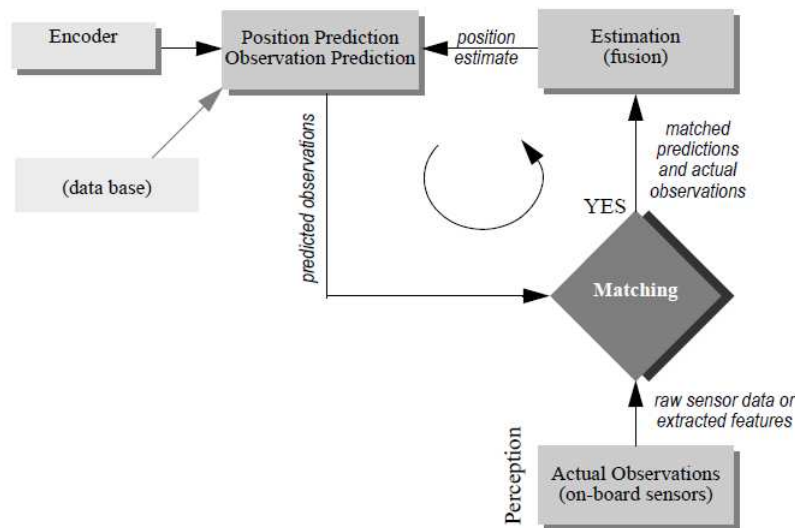 Encoder
Position Prediction
Observation Prediction
position
estimate
Estimation
(fusion)
(data base)
predicted observations
matched
predictions
and actual
observations
YES
Matching
raw sensor data or
extracted features
Perception
Actual Observations
(on-board sensors)